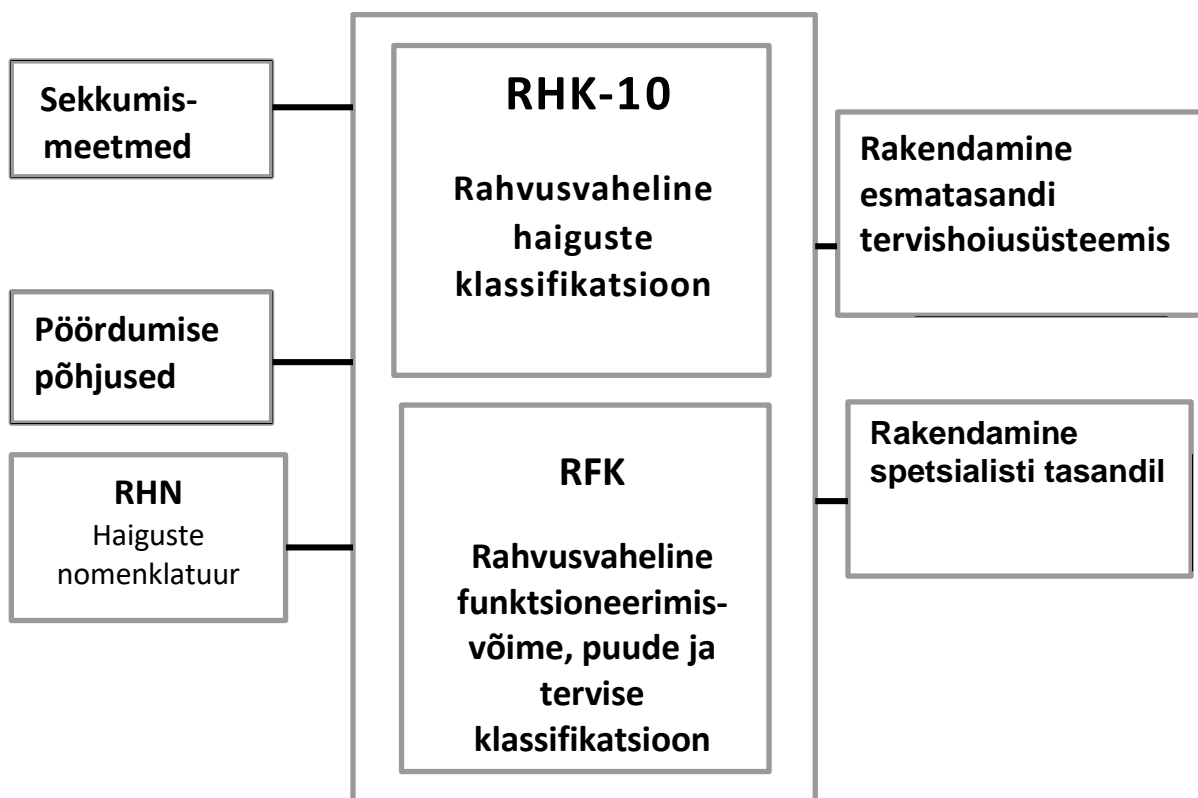 Sekkumis-
meetmed
Pöördumise
põhjused
RHN
Haiguste
nomenklatuur
RHK-10
Rahvusvaheline
haiguste
klassifikatsioon
RFK
Rahvusvaheline
funktsioneerimis-
võime, puude ja
tervise
klassifikatsioon
Rakendamine
esmatasandi
tervishoiusüsteemis
Rakendamine
spetsialisti tasandil